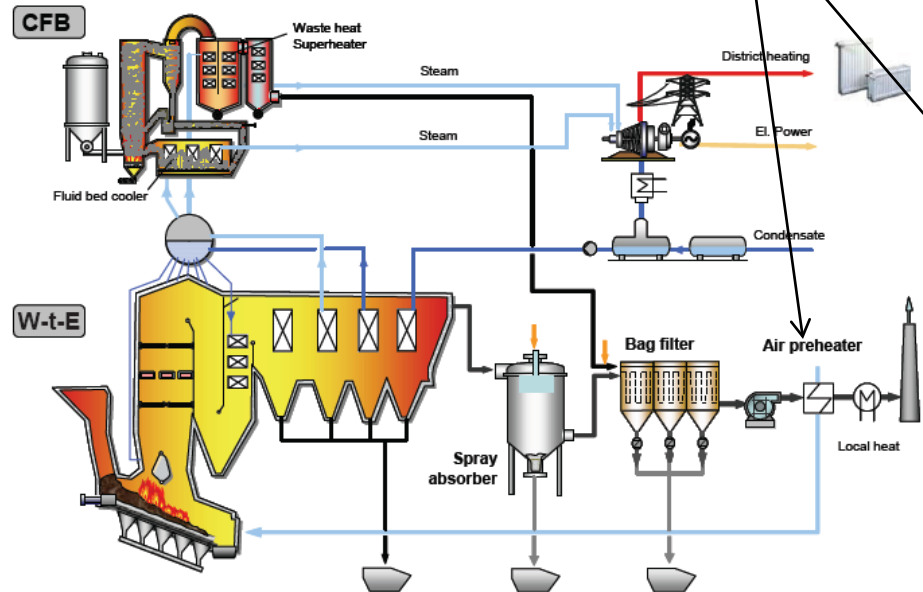 CFB
Waste heat
Superheater
Steam
District heating
Steam
El. Power
Fluid bed cooler
Condensate
W-t-E
Bag filter
Air preheater
Local heat
Spray
absorber